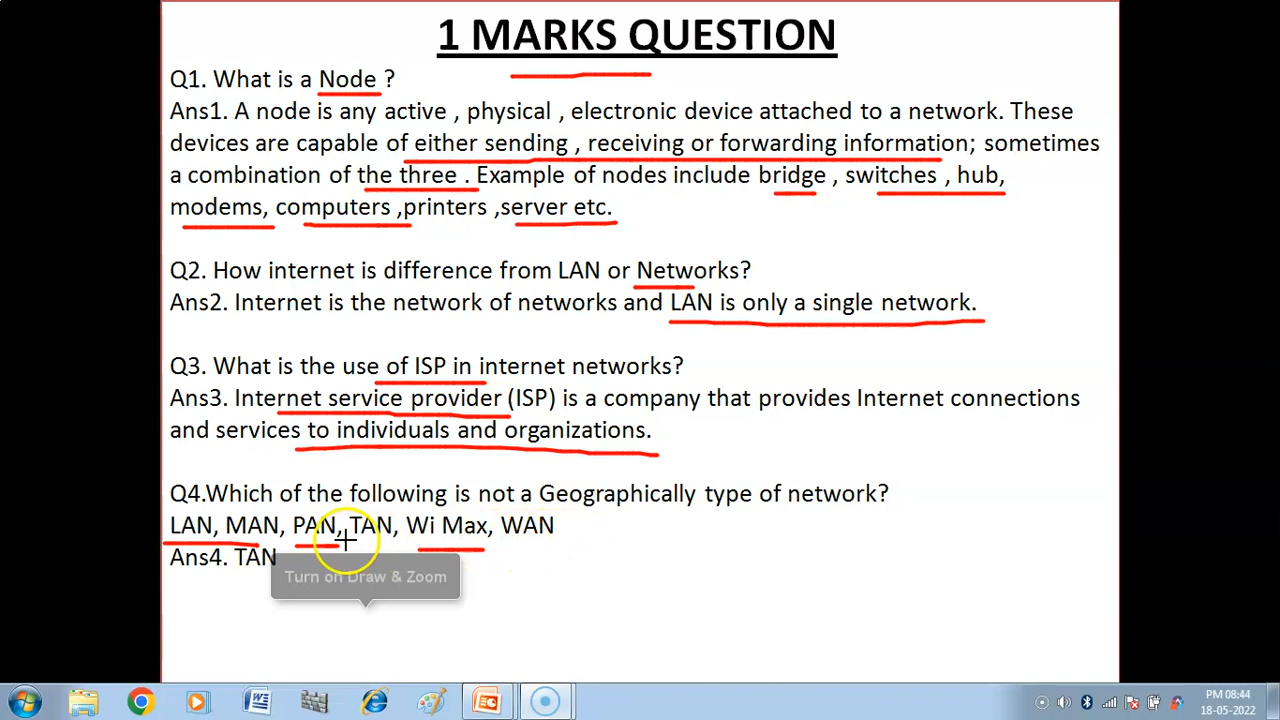 1 MARKS QUESTION
Q1. What is a Node ?
Ans1. A node is any active , physical , electronic device attached to a network. These
devices are capable of either sending , receiving or forwarding information; sometimes
a combination of the three . Example of nodes include bridge , switches , hub,
modems, computers ,printers ,server etc.
Q2. How internet is difference from LAN or Networks?
Ans2. Internet is the network of networks and LAN is only a single network.
Q3. What is the use of ISP in internet networks?
Ans3. Internet service provider (ISP) is a company that provides Internet connections
and services to individuals and organizations.
Q4.Which of the following is not a Geographically type of network?
LAN, MAN, PAN, TAN, Wi Max, WAN
Ans4. TAN
Turn on Draw & Zoom
PM 08:44
18-05-2022